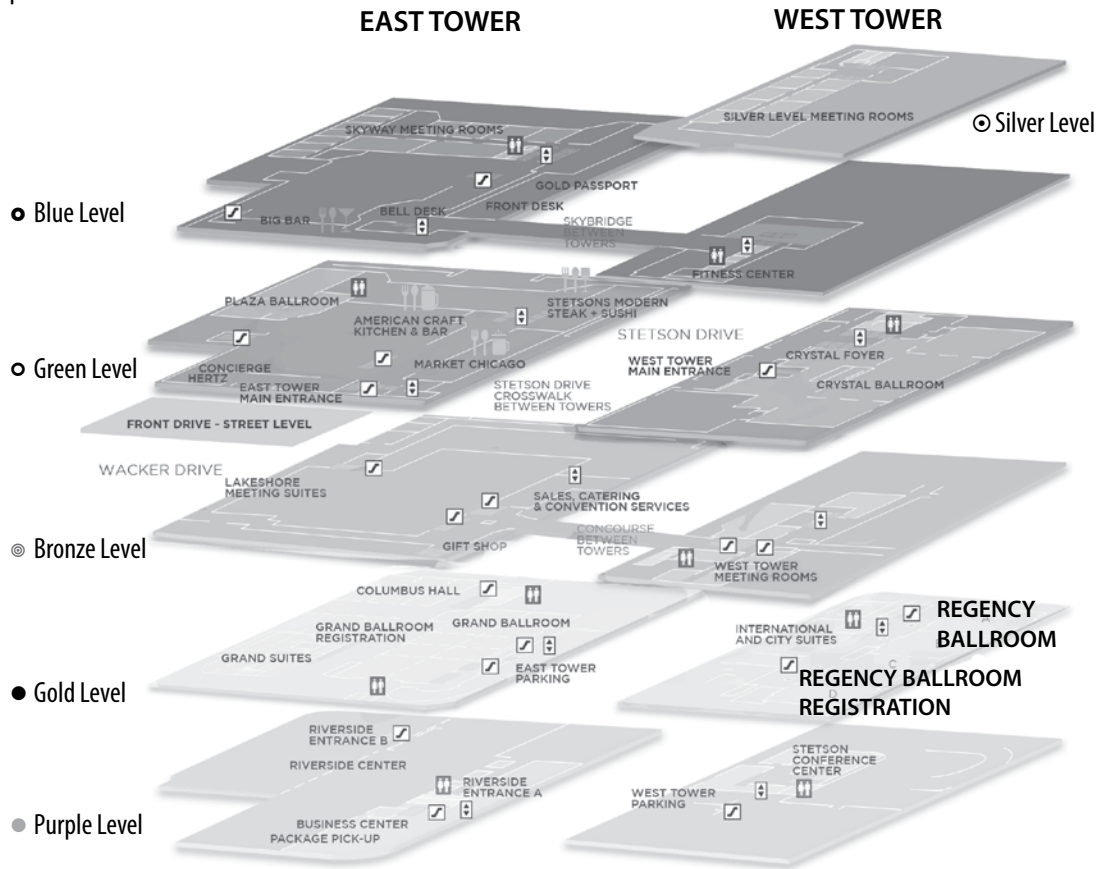 EAST TOWER
WEST TOWER
SILVER LEVEL MEETING ROOMS
Silver Level
SKYWAY MEETING ROOMS
GOLD PASSPORT
FRONT DESK
BELL DESK
BIG BAR
Blue Level
SKYBRIDGE
BETWEEN
TOWERS
FITNESS CENTER
PLAZA BALLROOM
AMERICAN CRAFT
KITCHEN & BAR
STETSONS MODERN
STEAK + SUSHI
MARKET CHICAGO
CONCIERGE
HERTZ
EAST TOWER
MAIN ENTRANCE
Green Level
STETSON DRIVE
WEST TOWER
MAIN ENTRANCE
CRYSTAL FOYER
CRYSTAL BALLROOM
STETSON DRIVE
CROSSWALK
BETWEEN TOWERS
FRONT DRIVE - STREET LEVEL
WACKER DRIVE
LAKESHORE
MEETING SUITES
SALES, CATERING
& CONVENTION SERVICES
GIFT SHOP
CONCOURSE
BETWEEN
TOWERS
WEST TOWER
MEETING ROOMS
Bronze Level
COLUMBUS HALL
GRAND BALLROOM
REGISTRATION
GRAND BALLROOM
GRAND SUITES
EAST TOWER
PARKING
INTERNATIONAL
AND CITY SUITES
REGENCY
BALLROOM
A
C
D
REGENCY BALLROOM
REGISTRATION
Gold Level
RIVERSIDE
ENTRANCE B
RIVERSIDE CENTER
RIVERSIDE
ENTRANCE A
BUSINESS CENTER
PACKAGE PICK-UP
STETSON
CONFERENCE
CENTER
WEST TOWER
PARKING
Purple Level